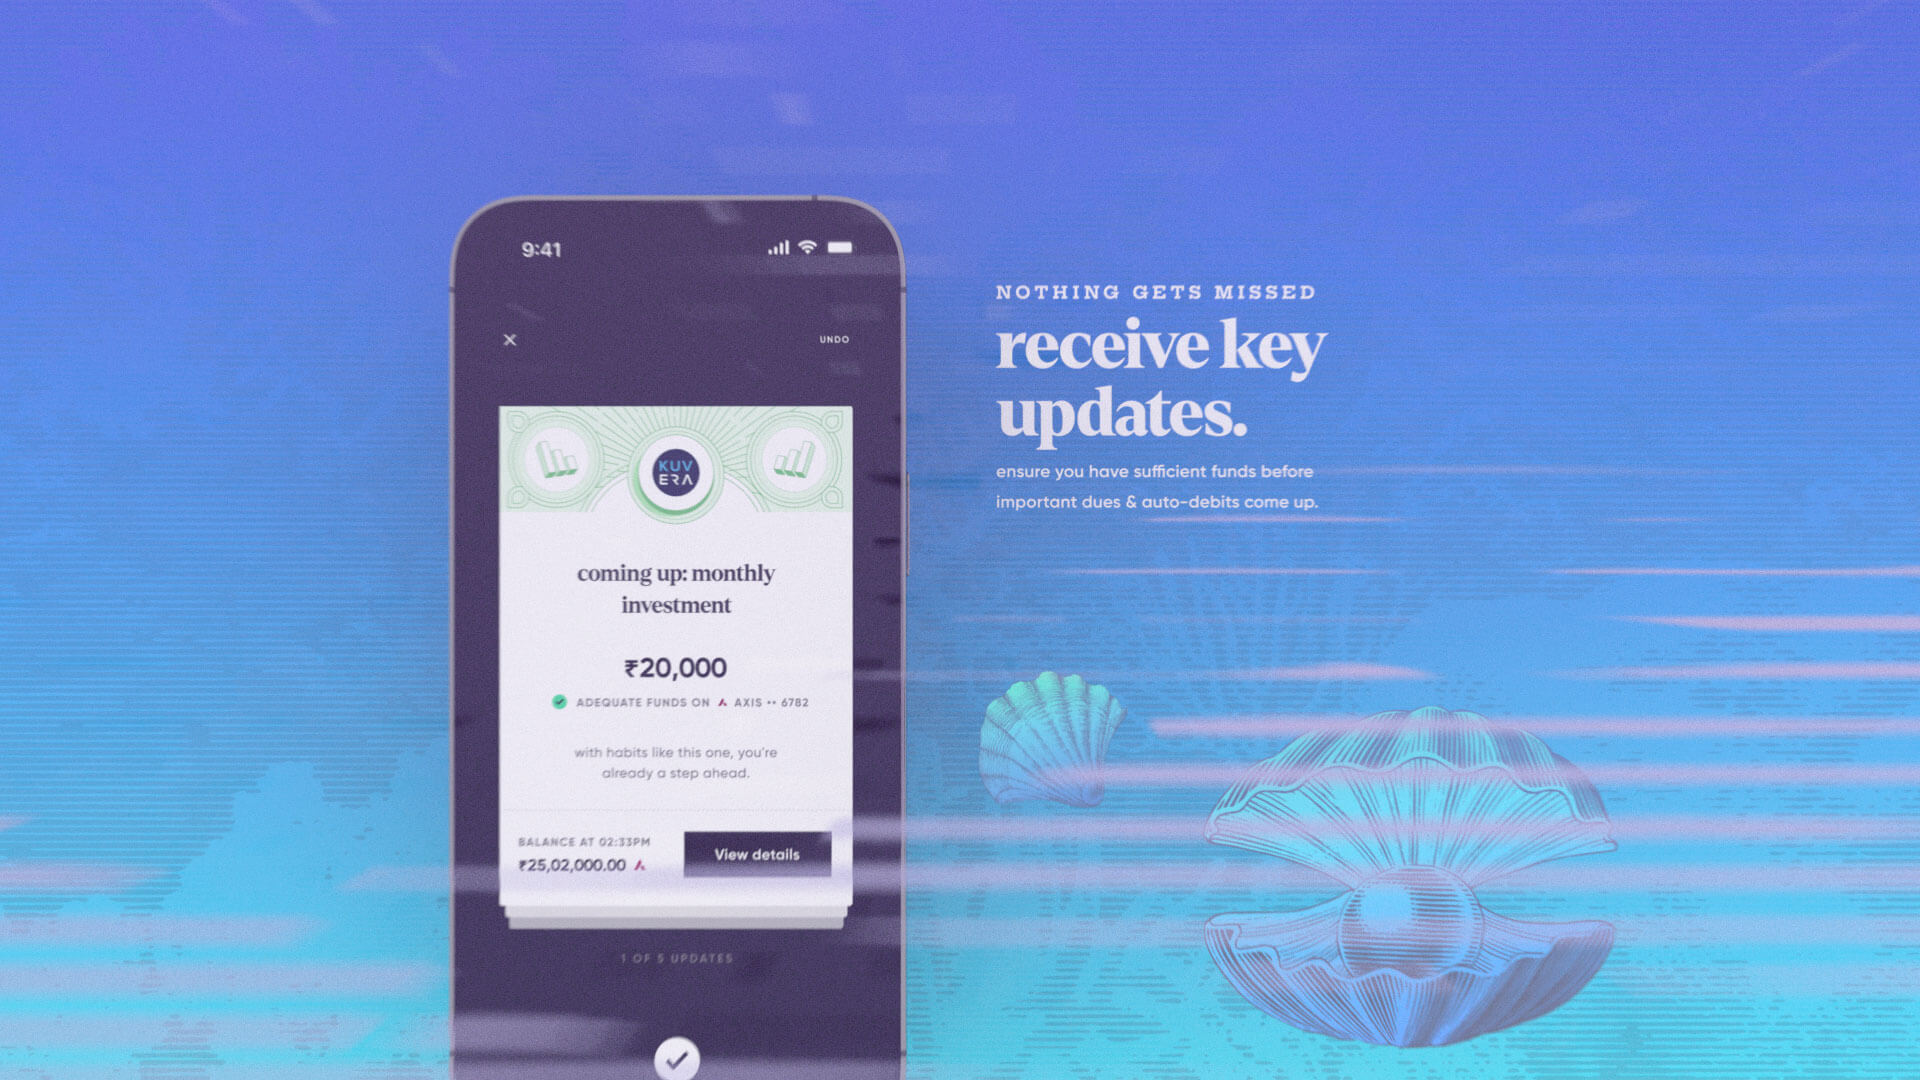 9:41
UNDO
KUV
ERA
coming up: monthly
investment
₹20,000
ADEQUATE FUNDS ON AXIS •• 6782
with habits like this one, you're
already a step ahead.
BALANCE AT 02:33PM
₹25,02,000.00
View details
1 OF 5 UPDATES
NOTHING GETS MISSED
receive key
updates.
ensure you have sufficient funds before
important dues & auto-debits come up.